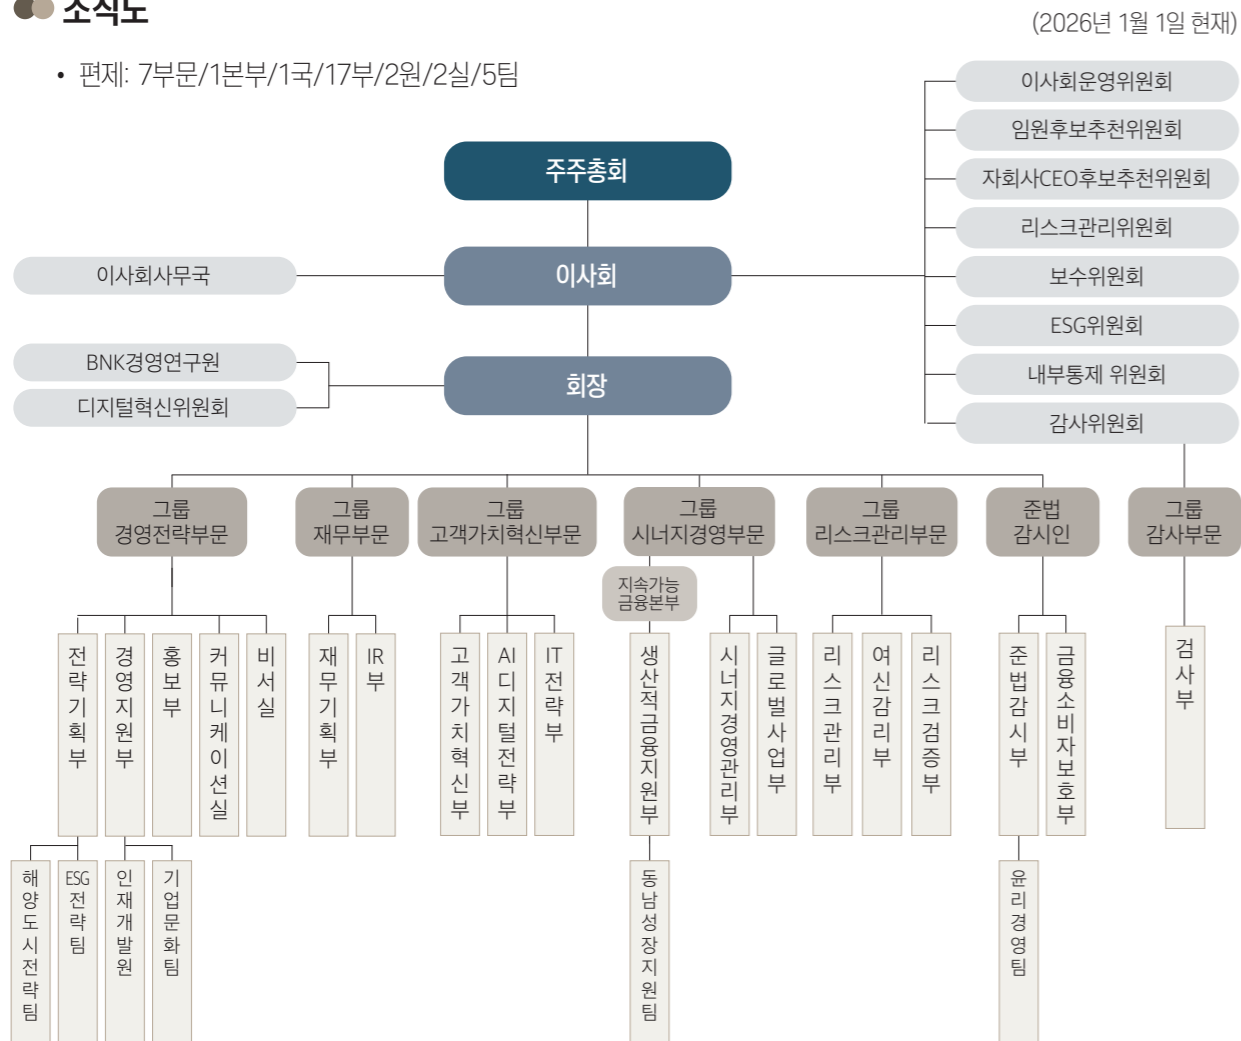 조직도
(2026년 1월 1일 현재)
• 편제: 7부문/1본부/1국/17부/2원/2실/5팀
주주총회
이사회
회장
이사회사무국
BNK경영연구원
디지털혁신위원회
이사회운영위원회
임원후보추천위원회
자회사CEO후보추천위원회
리스크관리위원회
보수위원회
ESG위원회
내부통제 위원회
감사위원회
그룹
경영전략부문
그룹
재무부문
그룹
고객가치혁신부문
그룹
시너지경영부문
그룹
리스크관리부문
준법
감시인
그룹
감사부문
지속가능
금융본부
전략기획부
경영지원부
홍보부
커뮤니케이션실
비서실
재무기획부
IR부
고객가치혁신부
AI디지털전략부
IT전략부
생산적금융지원부
시너지경영관리부
글로벌사업부
리스크관리부
여신감리부
리스크검증부
준법감시부
금융소비자보호부
검사부
해양도시전략팀
ESG전략팀
인재개발원
기업문화팀
동남성장지원팀
윤리경영팀